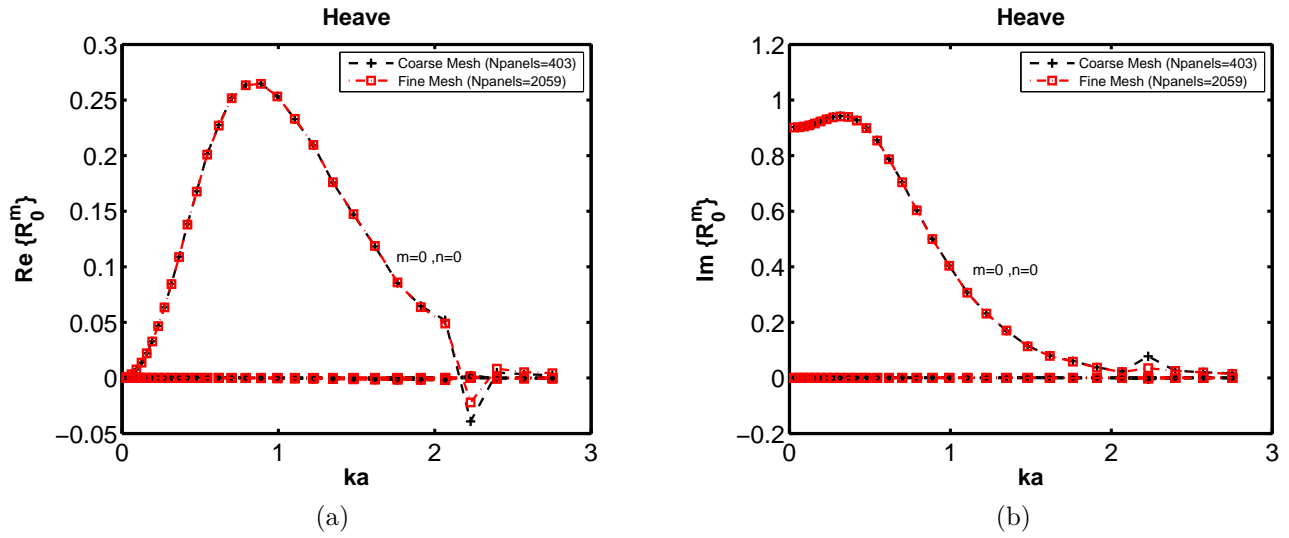 Heave
Re {R₀ᵐ}
0.3
0.25
0.2
0.15
0.1
0.05
0
−0.05
Coarse Mesh (Npanels=403)
Fine Mesh (Npanels=2059)
m=0 ,n=0
0 1 2 3
ka
(a)
Heave
Im {R₀ᵐ}
1.2
1
0.8
0.6
0.4
0.2
0
−0.2
Coarse Mesh (Npanels=403)
Fine Mesh (Npanels=2059)
m=0 ,n=0
0 1 2 3
ka
(b)